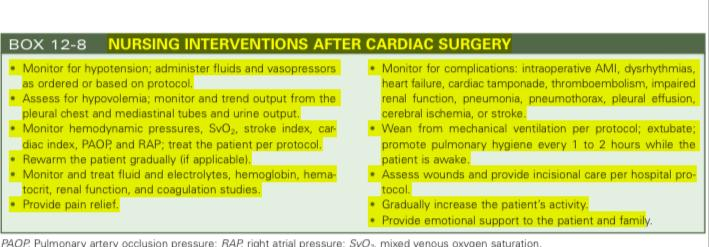 BOX 12-8 NURSING INTERVENTIONS AFTER CARDIAC SURGERY
• Monitor for hypotension; administer fluids and vasopressors
as ordered or based on protocol.
• Assess for hypovolemia; monitor and trend output from the
pleural chest and mediastinal tubes and urine output.
• Monitor hemodynamic pressures, SvO₂, stroke index, car-
diac index, PAOP, and RAP; treat the patient per protocol.
• Rewarm the patient gradually (if applicable).
• Monitor and treat fluid and electrolytes, hemoglobin, hema-
tocrit, renal function, and coagulation studies.
• Provide pain relief.
• Monitor for complications: intraoperative AMI, dysrhythmias,
heart failure, cardiac tamponade, thromboembolism, impaired
renal function, pneumonia, pneumothorax, pleural effusion,
cerebral ischemia, or stroke.
• Wean from mechanical ventilation per protocol; extubate;
promote pulmonary hygiene every 1 to 2 hours while the
patient is awake.
• Assess wounds and provide incisional care per hospital pro-
tocol.
• Gradually increase the patient's activity.
• Provide emotional support to the patient and family.
PAOP, Pulmonary artery occlusion pressure; RAP, right atrial pressure; SvO₂, mixed venous oxygen saturation.